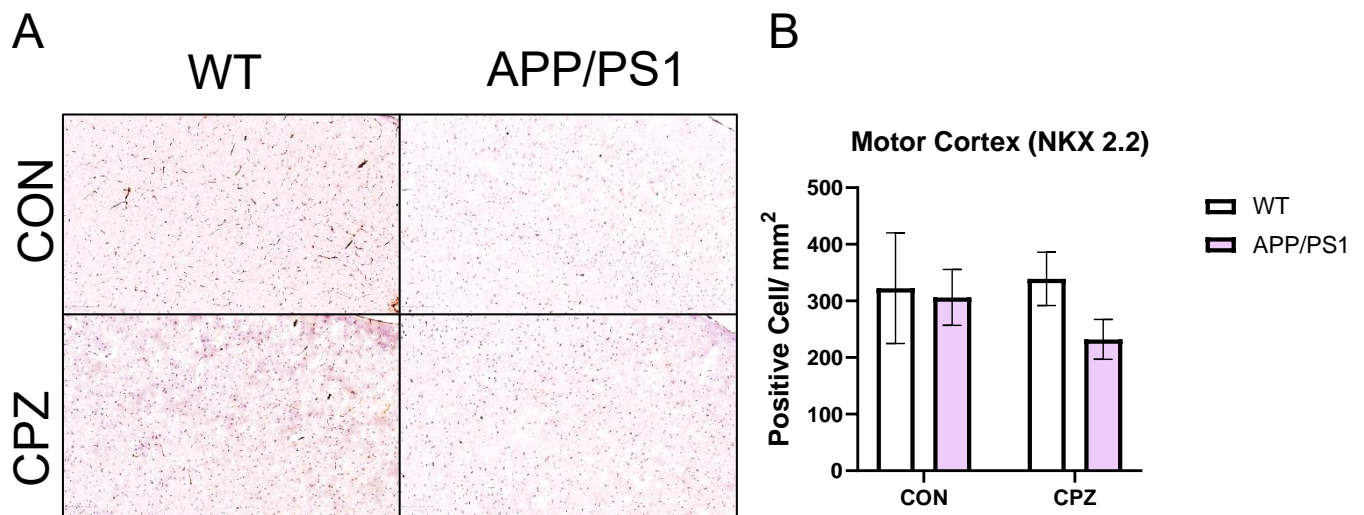 A
WT
APP/PS1
CON
CPZ
B
Motor Cortex (NKX 2.2)
Positive Cell/ mm²
500
400
300
200
100
0
CON
CPZ
WT
APP/PS1